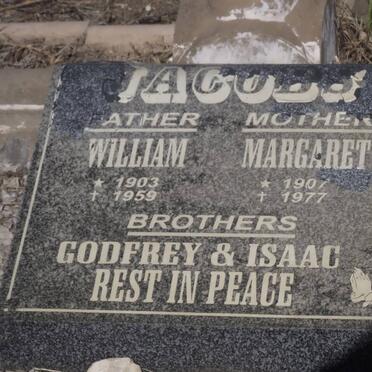 JACOBS
FATHER MOTHER
WILLIAM MARGARET
* 1903 * 1907
† 1959 † 1977
BROTHERS
GODFREY & ISAAC
REST IN PEACE